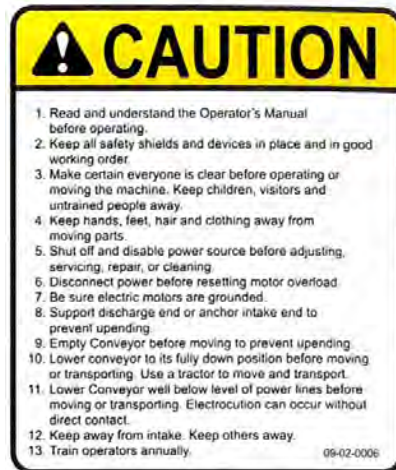 CAUTION
1. Read and understand the Operator's Manual
before operating.
2. Keep all safety shields and devices in place and in good
working order.
3. Make certain everyone is clear before operating or
moving the machine. Keep children, visitors and
untrained people away.
4. Keep hands, feet, hair and clothing away from
moving parts.
5. Shut off and disable power source before adjusting,
servicing, repair, or cleaning.
6. Disconnect power before resetting motor overload.
7. Be sure electric motors are grounded.
8. Support discharge end or anchor intake end to
prevent upending.
9. Empty Conveyor before moving to prevent upending.
10. Lower conveyor to its fully down position before moving
or transporting. Use a tractor to move and transport.
11. Lower Conveyor well below level of power lines before
moving or transporting. Electrocution can occur without
direct contact.
12. Keep away from intake. Keep others away.
13. Train operators annually. 09-02-0006